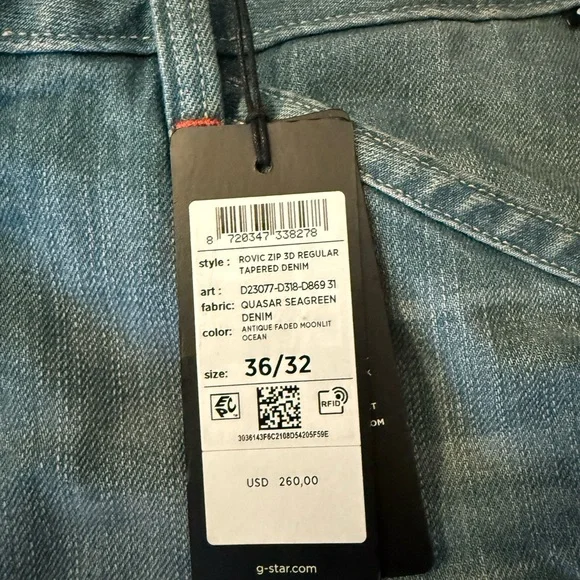 8 720347 338278
style : ROVIC ZIP 3D REGULAR
TAPERED DENIM
art : D23077-D318-D869 31
fabric: QUASAR SEAGREEN
DENIM
color: ANTIQUE FADED MOONLIT
OCEAN
size: 36/32
RFID
3036143F6C2108D54205F59E
USD 260,00
g-star.com